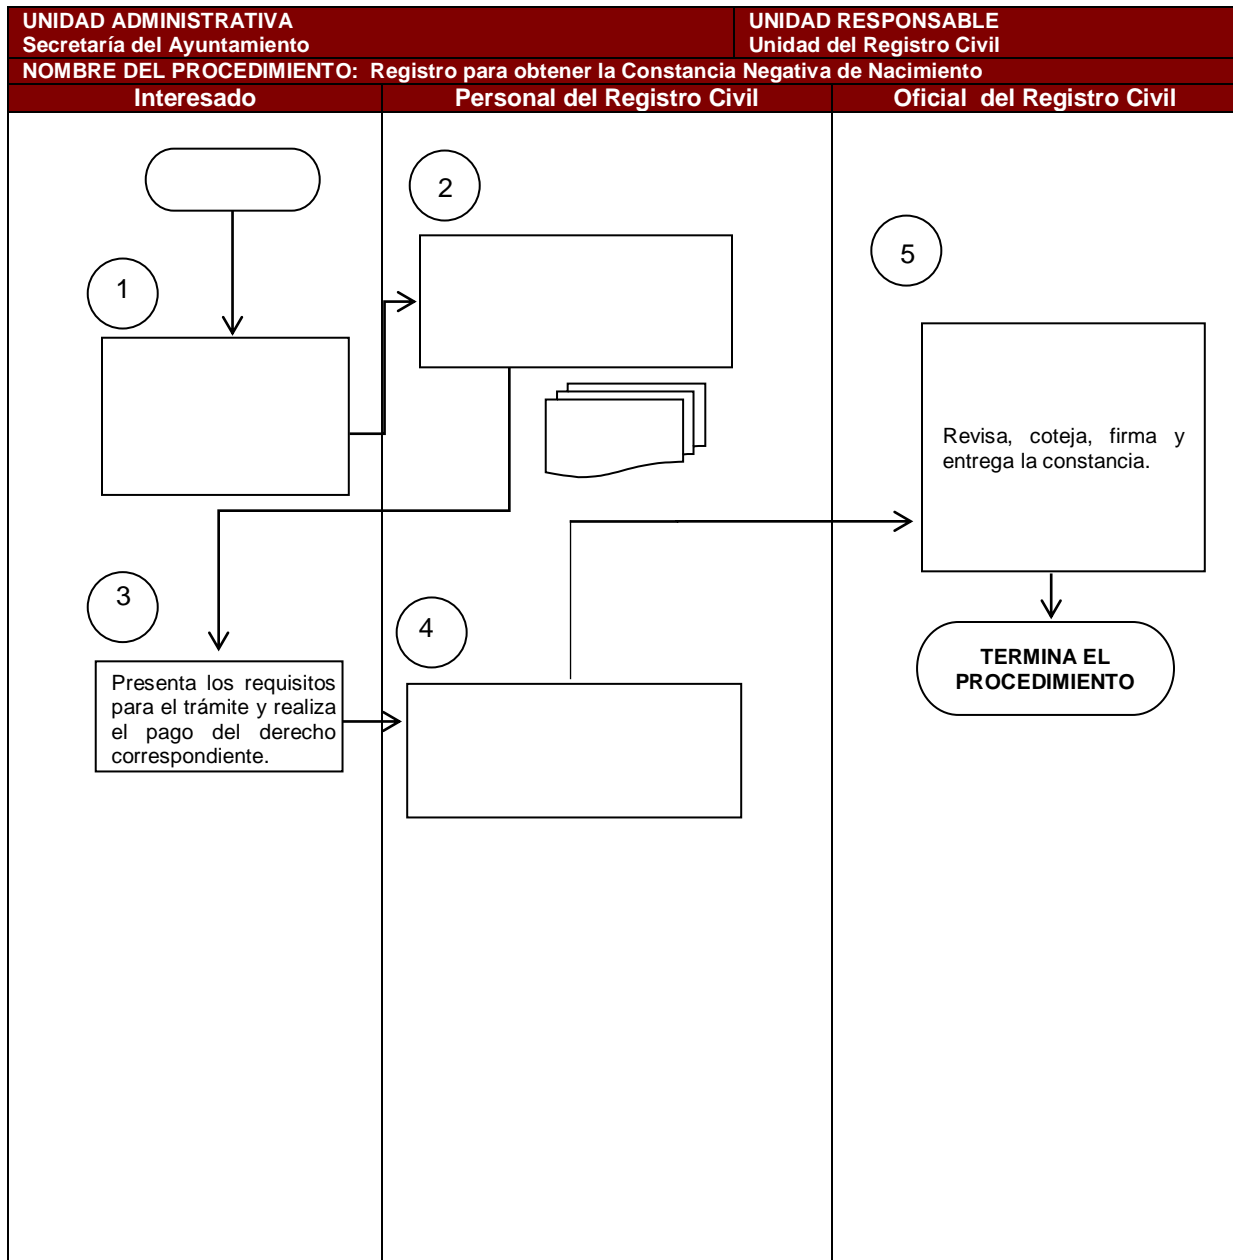 UNIDAD ADMINISTRATIVA
Secretaría del Ayuntamiento
UNIDAD RESPONSABLE
Unidad del Registro Civil
NOMBRE DEL PROCEDIMIENTO: Registro para obtener la Constancia Negativa de Nacimiento
Interesado
Personal del Registro Civil
Oficial del Registro Civil
1
2
3
Presenta los requisitos
para el trámite y realiza
el pago del derecho
correspondiente.
4
5
Revisa, coteja, firma y
entrega la constancia.
TERMINA EL
PROCEDIMIENTO